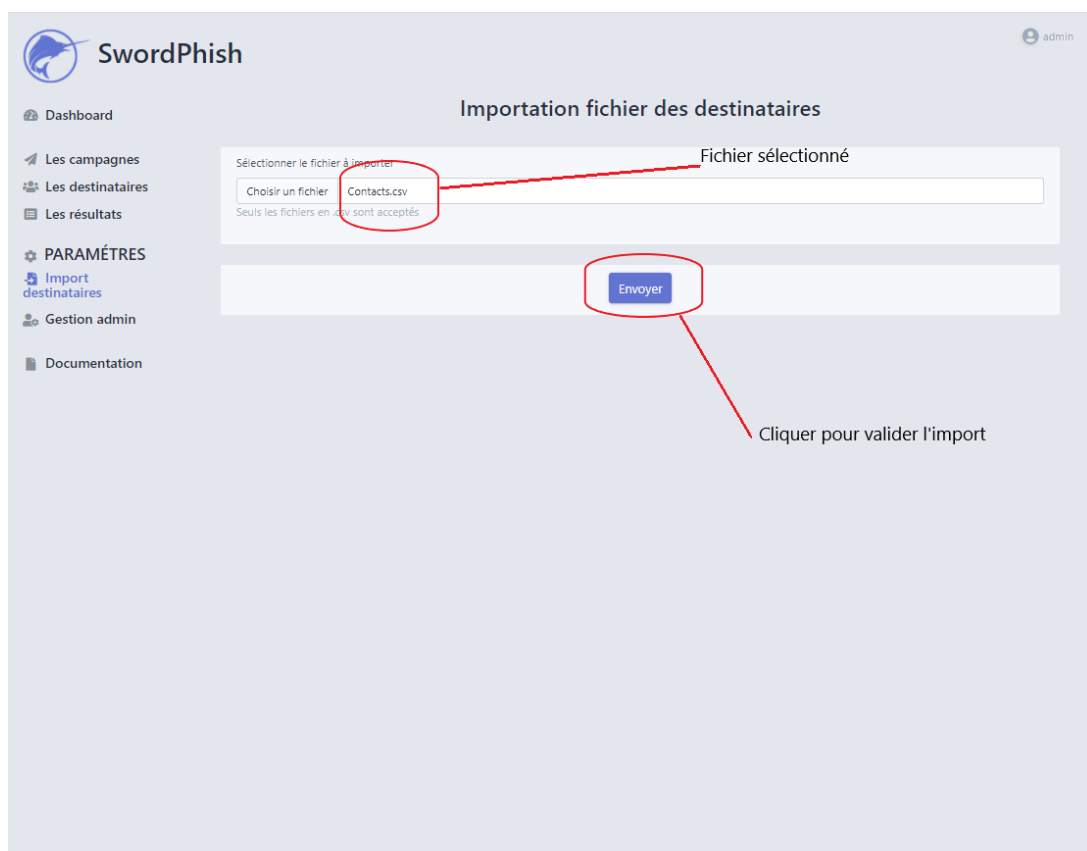 SwordPhish
admin
Dashboard
Les campagnes
Les destinataires
Les résultats
PARAMÉTRES
Import
destinataires
Gestion admin
Documentation
Importation fichier des destinataires
Sélectionner le fichier à importer
Fichier sélectionné
Choisir un fichier Contacts.csv
Seuls les fichiers en .csv sont acceptés
Envoyer
Cliquer pour valider l'import